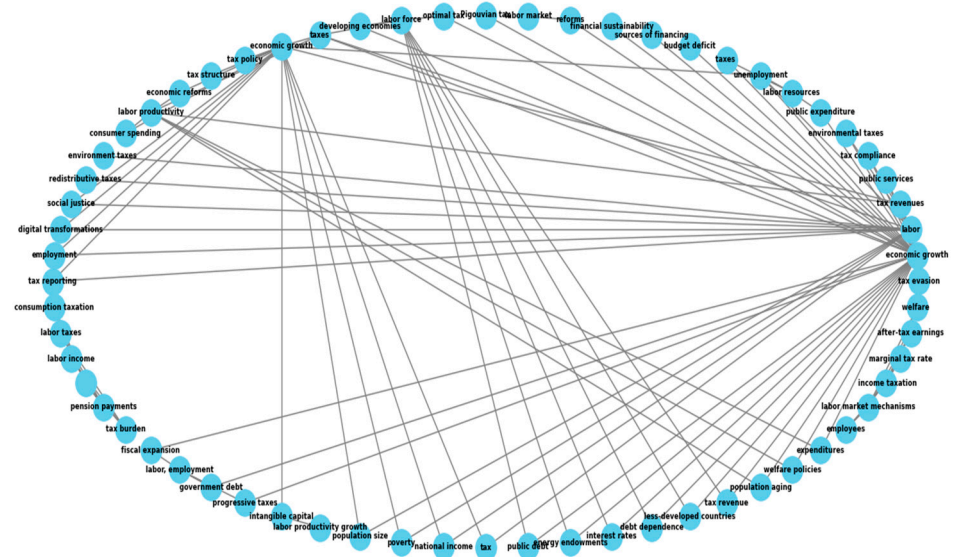 optimal tax
Pigouvian tax
labor market
reforms
financial sustainability
sources of financing
budget deficit
taxes
unemployment
labor resources
public expenditure
environmental taxes
tax compliance
public services
tax revenues
labor
economic growth
tax evasion
welfare
after-tax earnings
marginal tax rate
income taxation
labor market mechanisms
employees
expenditures
welfare policies
population aging
tax revenue
less-developed countries
debt dependence
interest rates
energy endowments
public debt
tax
national income
poverty
population size
labor productivity growth
intangible capital
progressive taxes
government debt
labor, employment
fiscal expansion
tax burden
pension payments
labor income
labor taxes
consumption taxation
tax reporting
employment
digital transformations
social justice
redistributive taxes
environment taxes
consumer spending
labor productivity
economic reforms
tax structure
tax policy
economic growth
taxes
developing economies
labor force